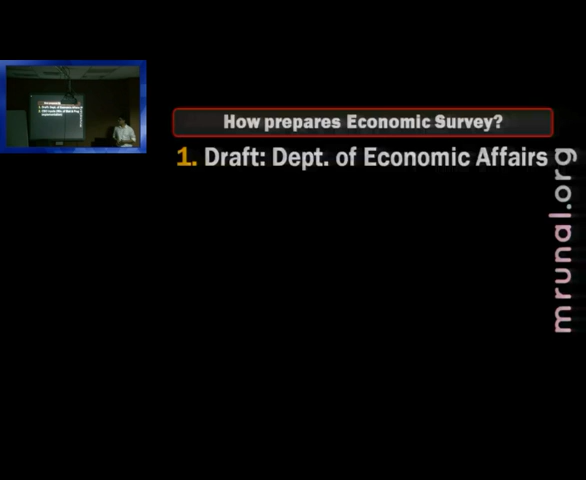 How prepares Economic Survey?
1. Draft: Dept. of Economic Affairs
mrunal.org